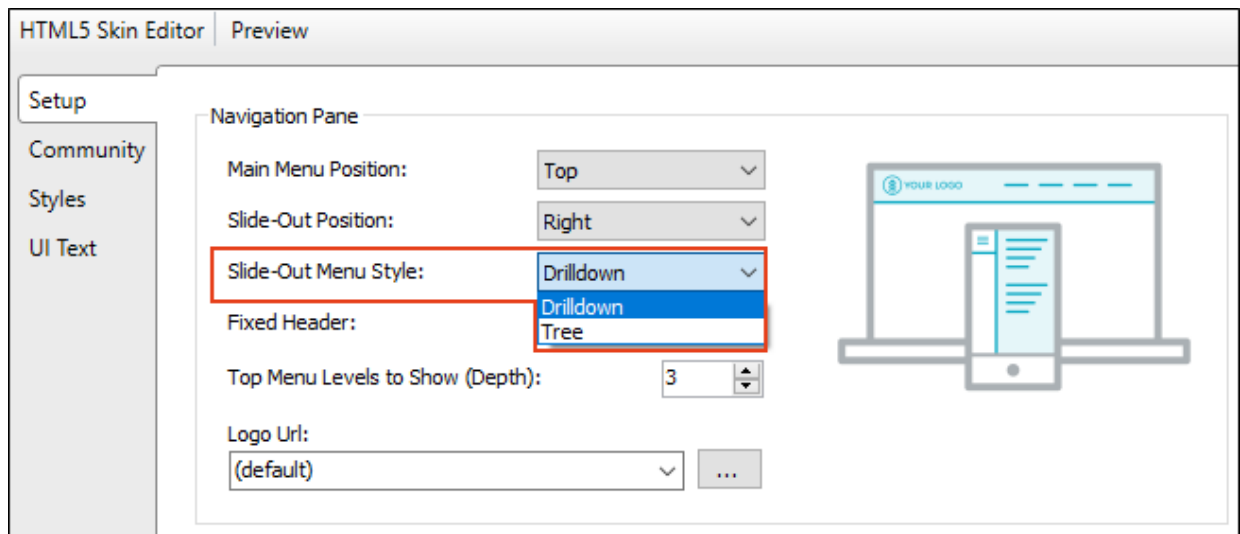 HTML5 Skin Editor Preview
Setup
Community
Styles
UI Text
Navigation Pane
Main Menu Position: Top
Slide-Out Position: Right
Slide-Out Menu Style: Drilldown
Drilldown
Fixed Header:
Tree
Top Menu Levels to Show (Depth): 3
Logo Url:
(default) ...
YOUR LOGO